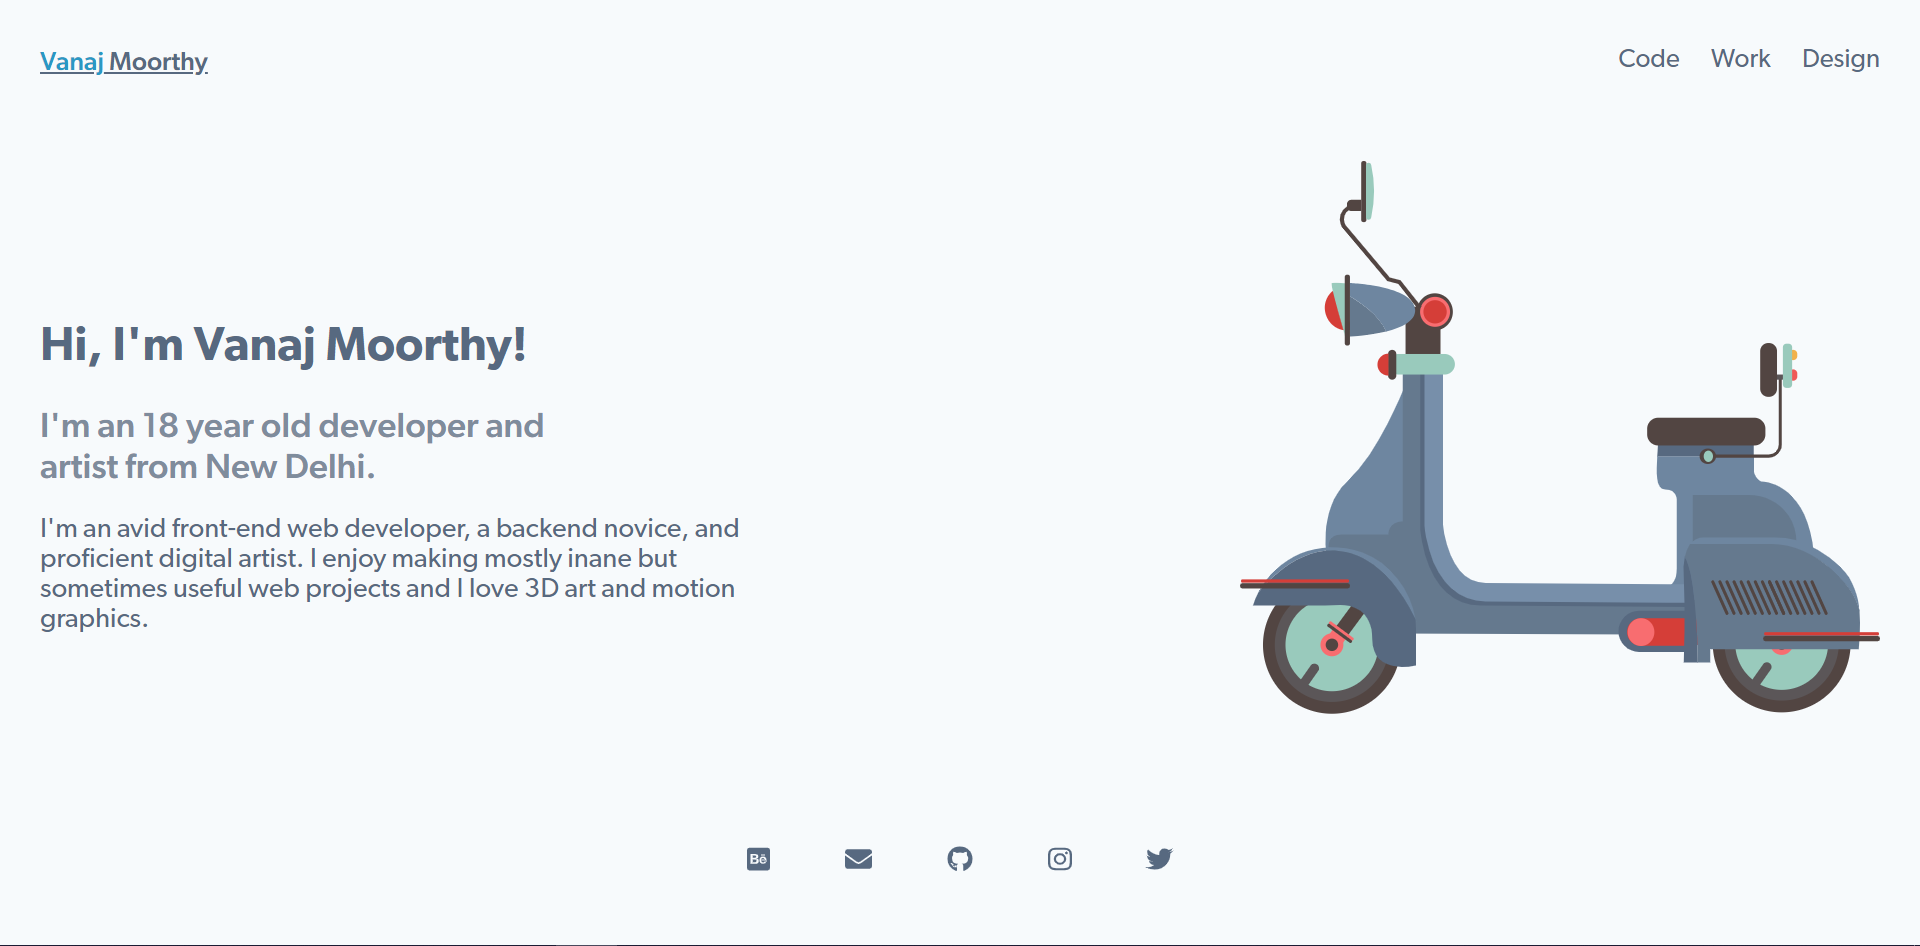 Vanaj Moorthy
Code Work Design
Hi, I'm Vanaj Moorthy!
I'm an 18 year old developer and
artist from New Delhi.
I'm an avid front-end web developer, a backend novice, and
proficient digital artist. I enjoy making mostly inane but
sometimes useful web projects and I love 3D art and motion
graphics.
Bē